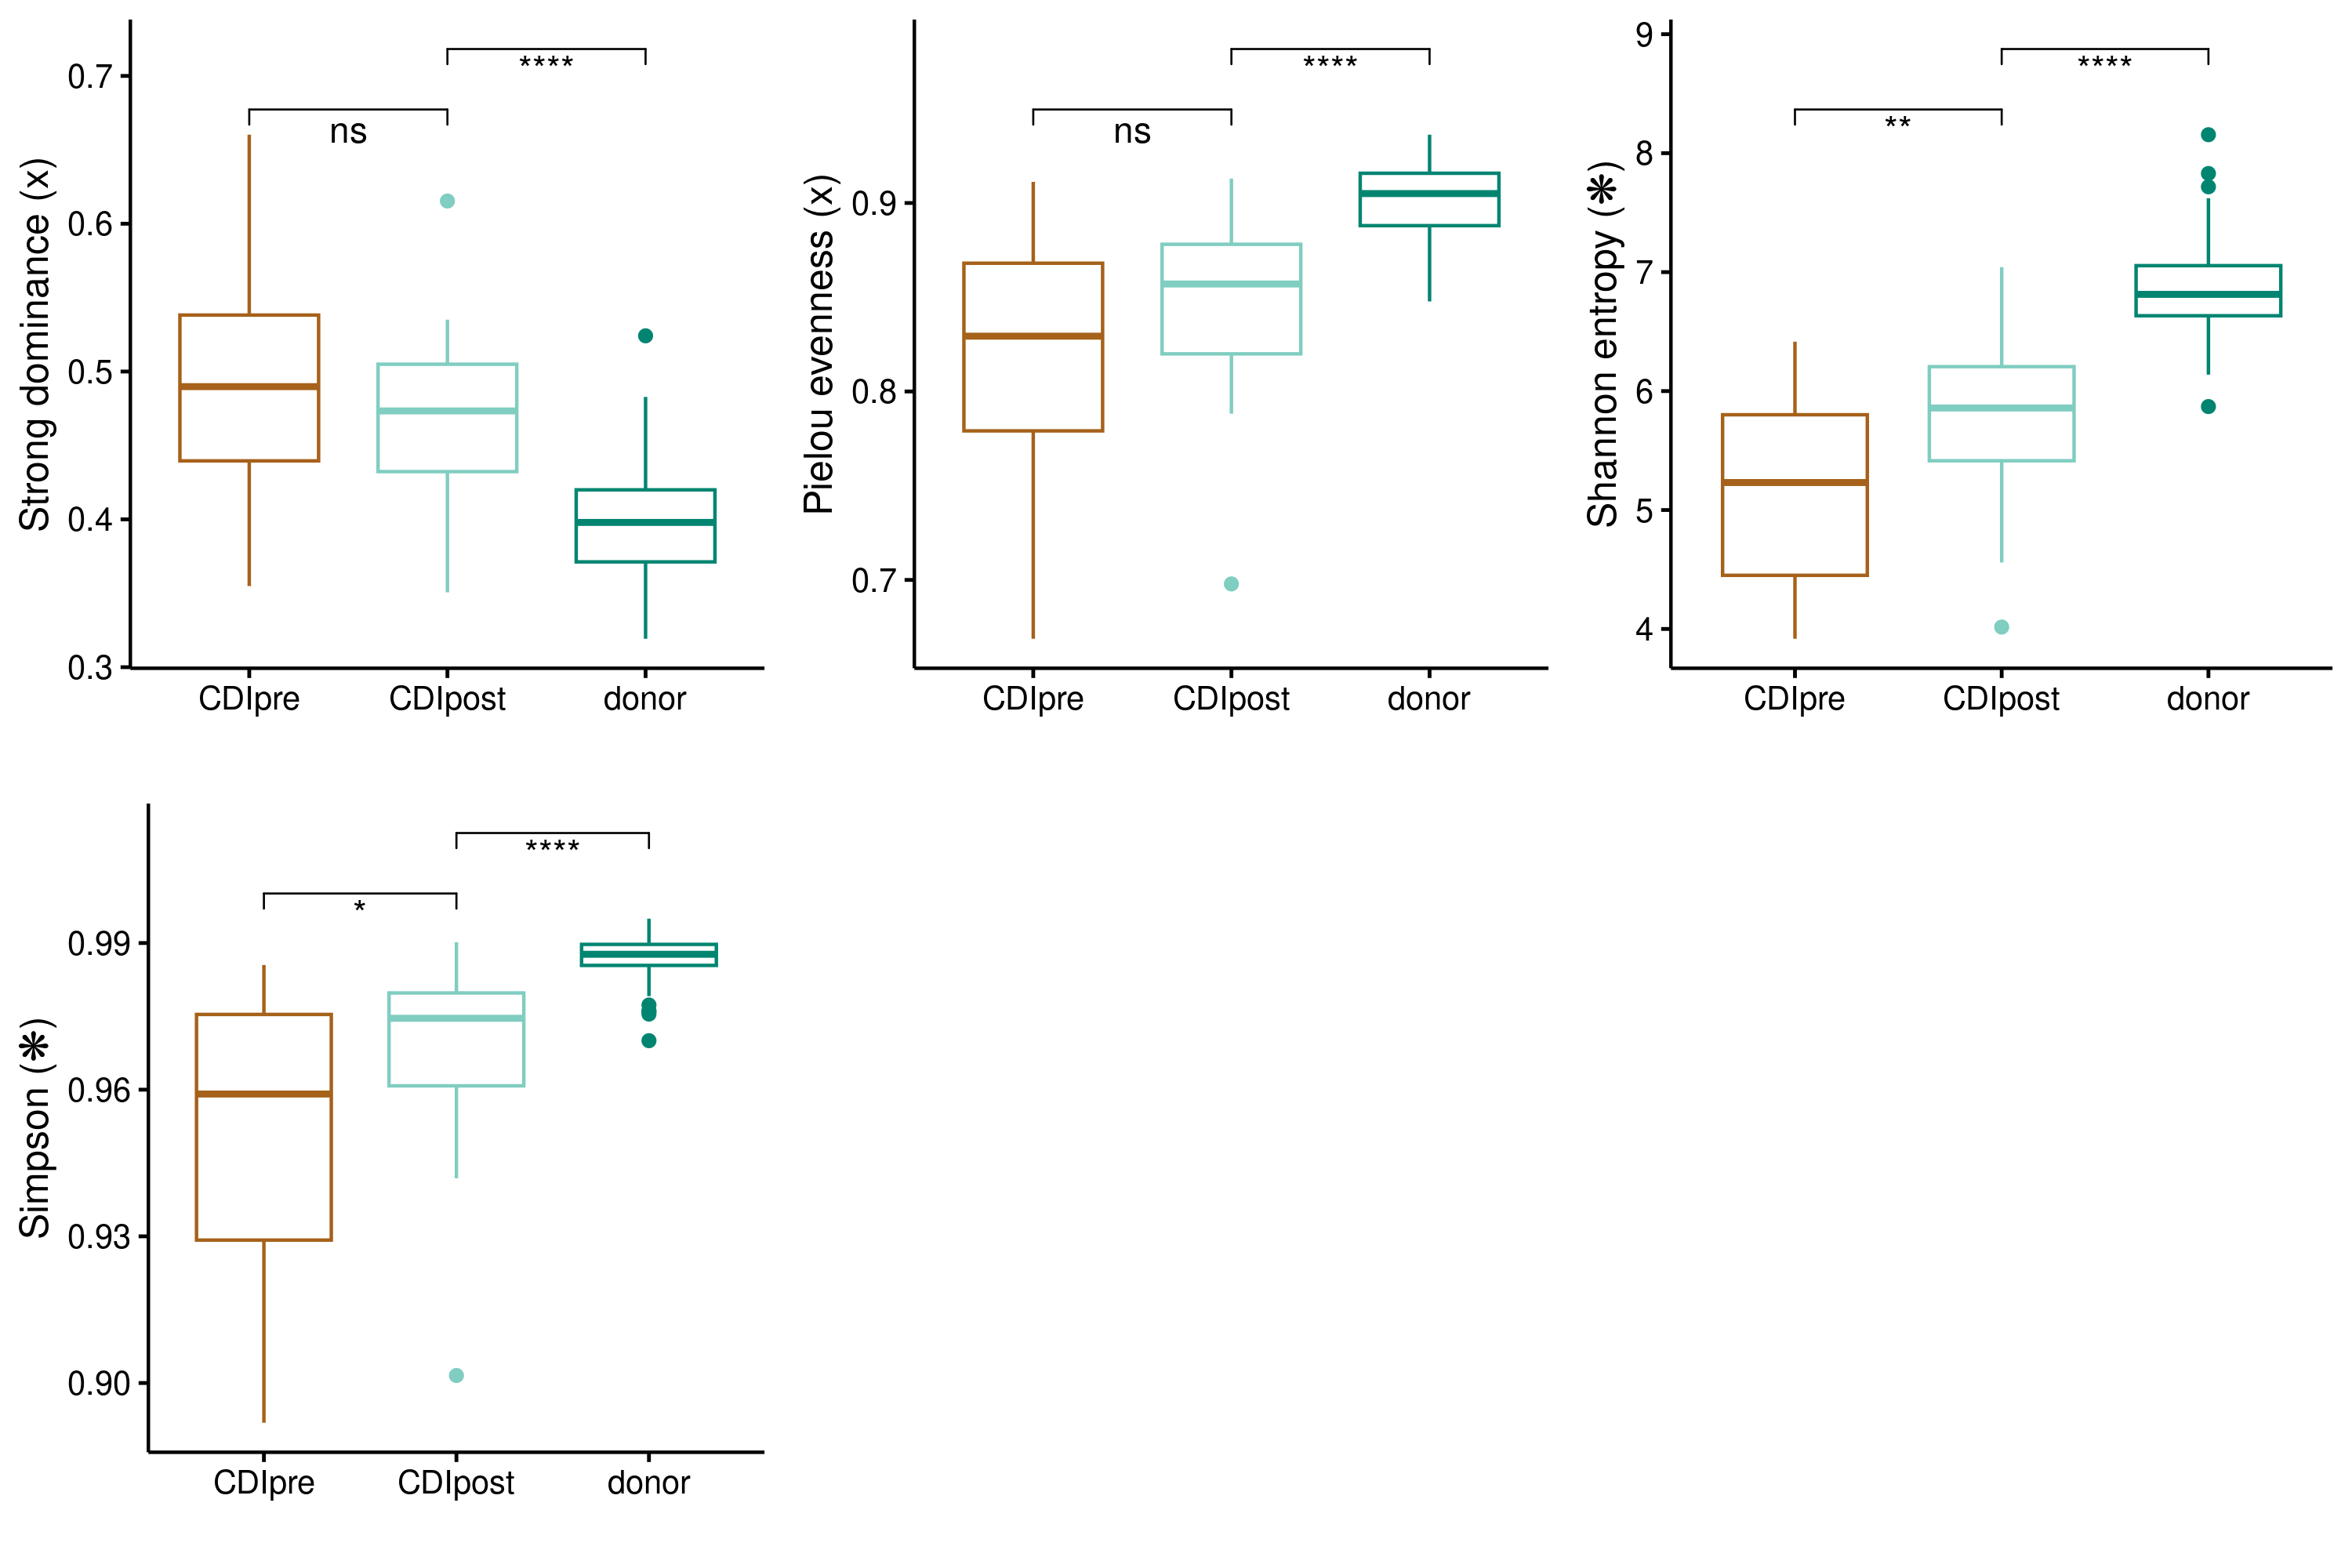 Strong dominance (x)
0.7
0.6
0.5
0.4
0.3
****
ns
CDIpre
CDIpost
donor
Pielou evenness (x)
0.9
0.8
0.7
****
ns
CDIpre
CDIpost
donor
Shannon entropy (❋)
9
8
7
6
5
4
****
**
CDIpre
CDIpost
donor
Simpson (❋)
0.99
0.96
0.93
0.90
****
*
CDIpre
CDIpost
donor